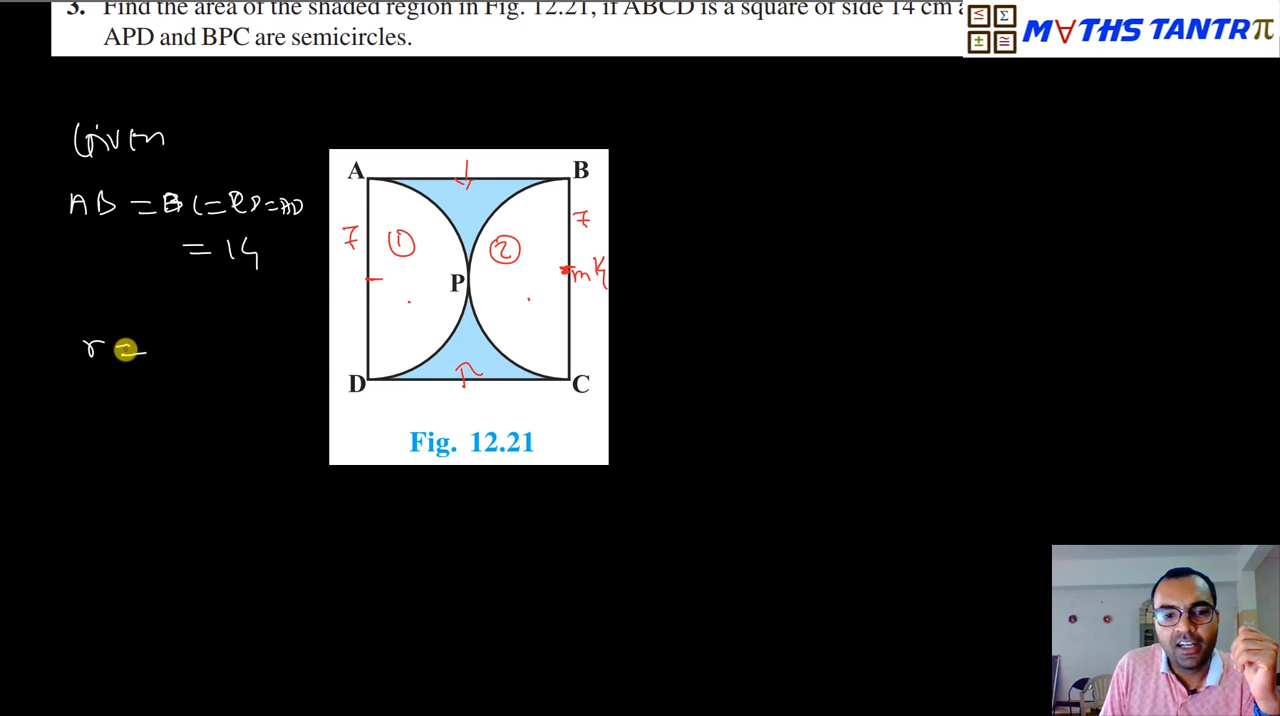 3. Find the area of the shaded region in Fig. 12.21, if ABCD is a square of side 14 cm a
APD and BPC are semicircles.
M∀THS TANTRπ
≤ Σ
± ≅
Given
AB = BC = CD = AD
= 14
r =
A B
7 7
① ②
P
D C
Fig. 12.21